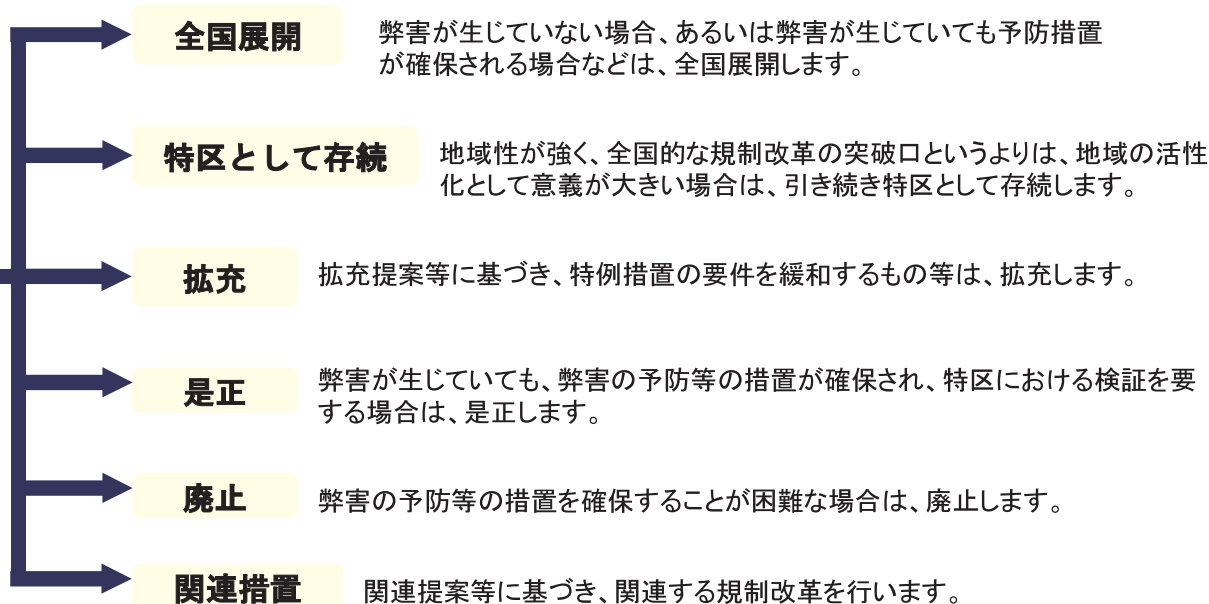 全国展開
弊害が生じていない場合、あるいは弊害が生じていても予防措置
が確保される場合などは、全国展開します。
特区として存続
地域性が強く、全国的な規制改革の突破口というよりは、地域の活性
化として意義が大きい場合は、引き続き特区として存続します。
拡充
拡充提案等に基づき、特例措置の要件を緩和するもの等は、拡充します。
是正
弊害が生じていても、弊害の予防等の措置が確保され、特区における検証を要
する場合は、是正します。
廃止
弊害の予防等の措置を確保することが困難な場合は、廃止します。
関連措置
関連提案等に基づき、関連する規制改革を行います。